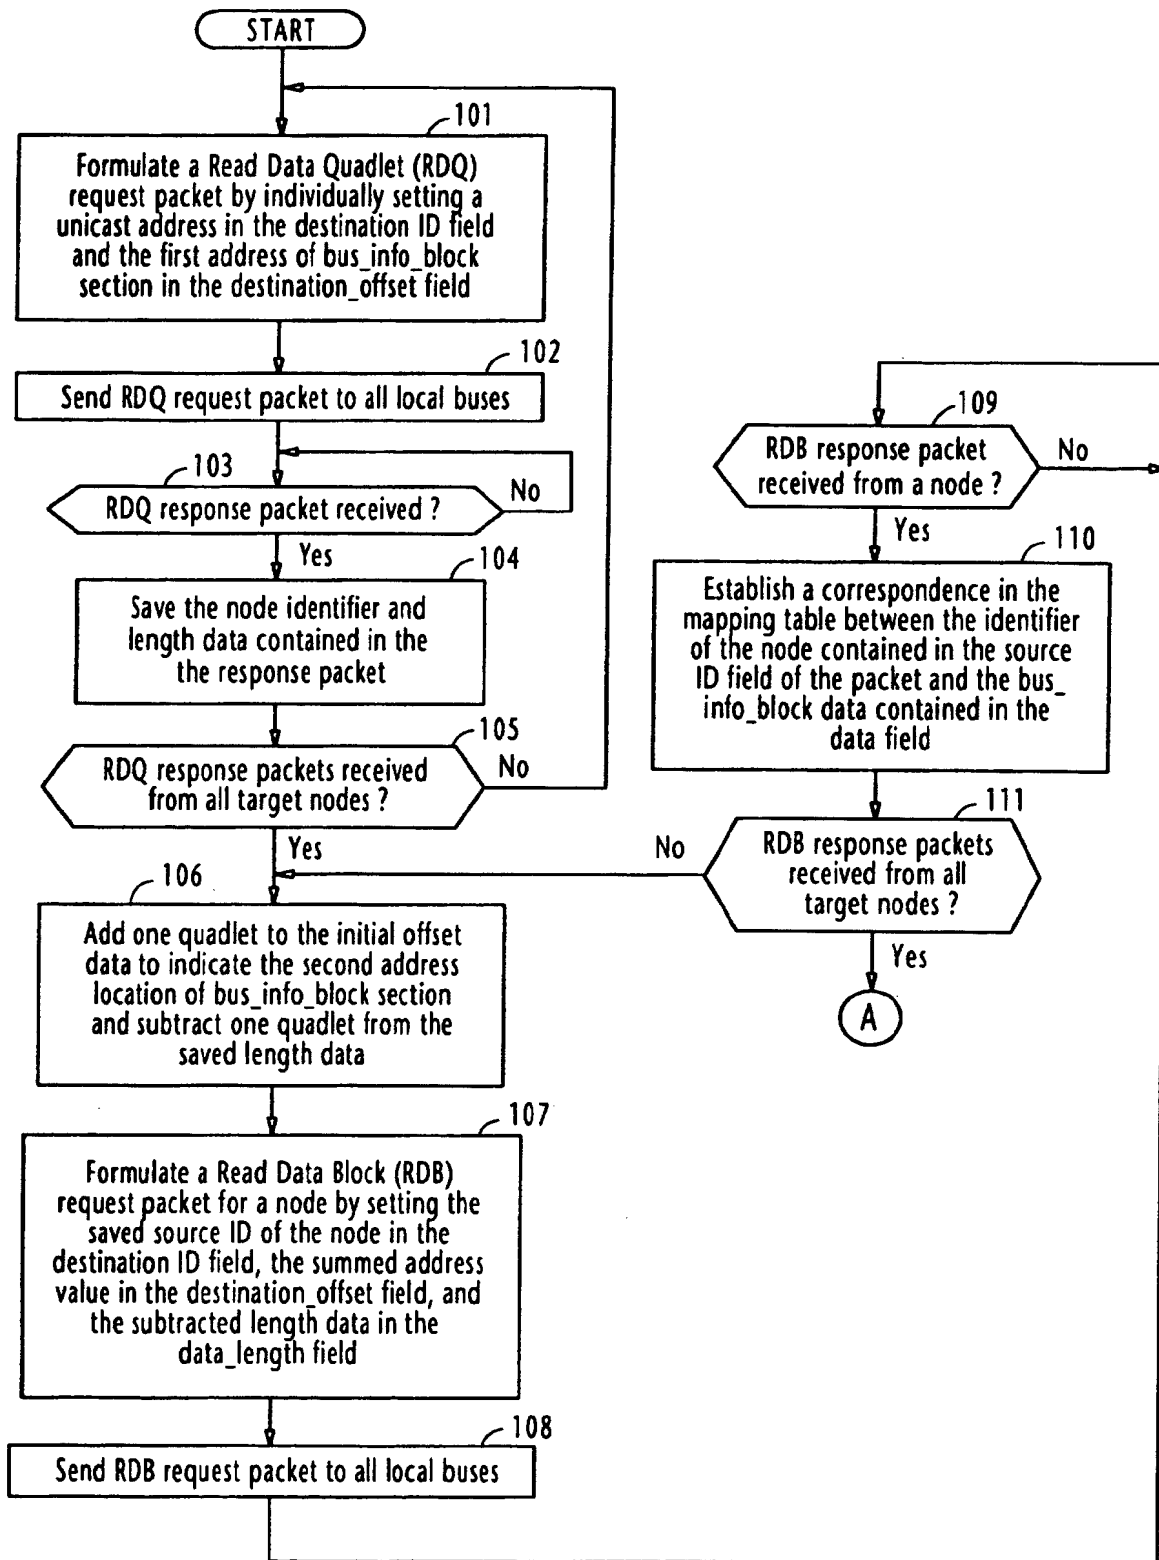 START
101
Formulate a Read Data Quadlet (RDQ)
request packet by individually setting a
unicast address in the destination ID field
and the first address of bus_info_block
section in the destination_offset field
102
Send RDQ request packet to all local buses
103
RDQ response packet received ?
No
Yes
104
Save the node identifier and
length data contained in the
the response packet
105
RDQ response packets received
from all target nodes ?
No
Yes
106
Add one quadlet to the initial offset
data to indicate the second address
location of bus_info_block section
and subtract one quadlet from the
saved length data
107
Formulate a Read Data Block (RDB)
request packet for a node by setting the
saved source ID of the node in the
destination ID field, the summed address
value in the destination_offset field, and
the subtracted length data in the
data_length field
108
Send RDB request packet to all local buses
109
RDB response packet
received from a node ?
No
Yes
110
Establish a correspondence in the
mapping table between the identifier
of the node contained in the source
ID field of the packet and the bus_
info_block data contained in the
data field
111
RDB response packets
received from all
target nodes ?
No
Yes
A